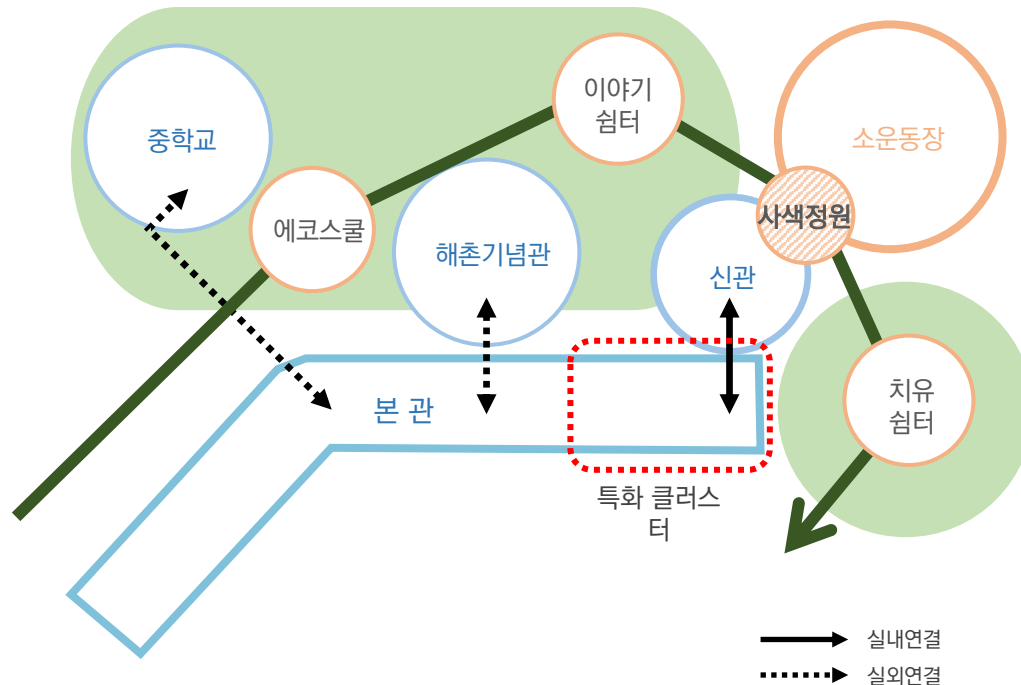 이야기
쉼터
중학교
소운동장
사색정원
에코스쿨
해촌기념관
신관
본 관
치유
쉼터
특화 클러스
터
실내연결
실외연결